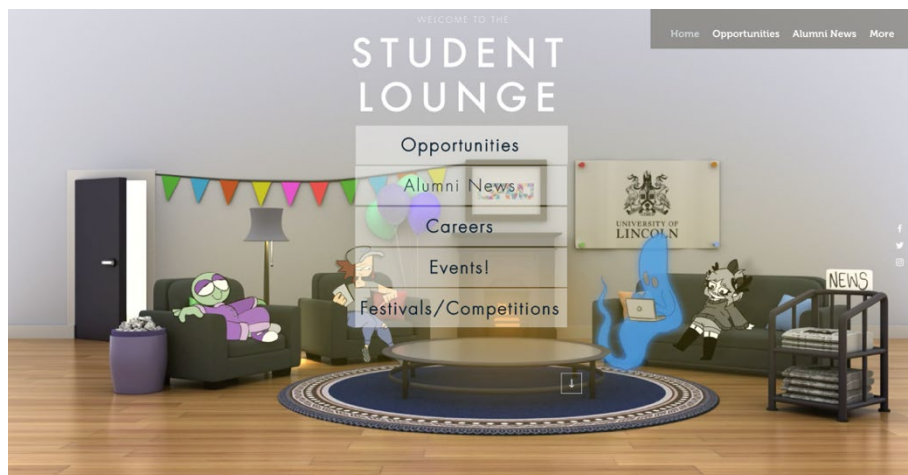 WELCOME TO THE
STUDENT
LOUNGE
Home Opportunities Alumni News More
Opportunities
Alumni News
Careers
Events!
Festivals/Competitions
UNIVERSITY OF
LINCOLN
NEWS